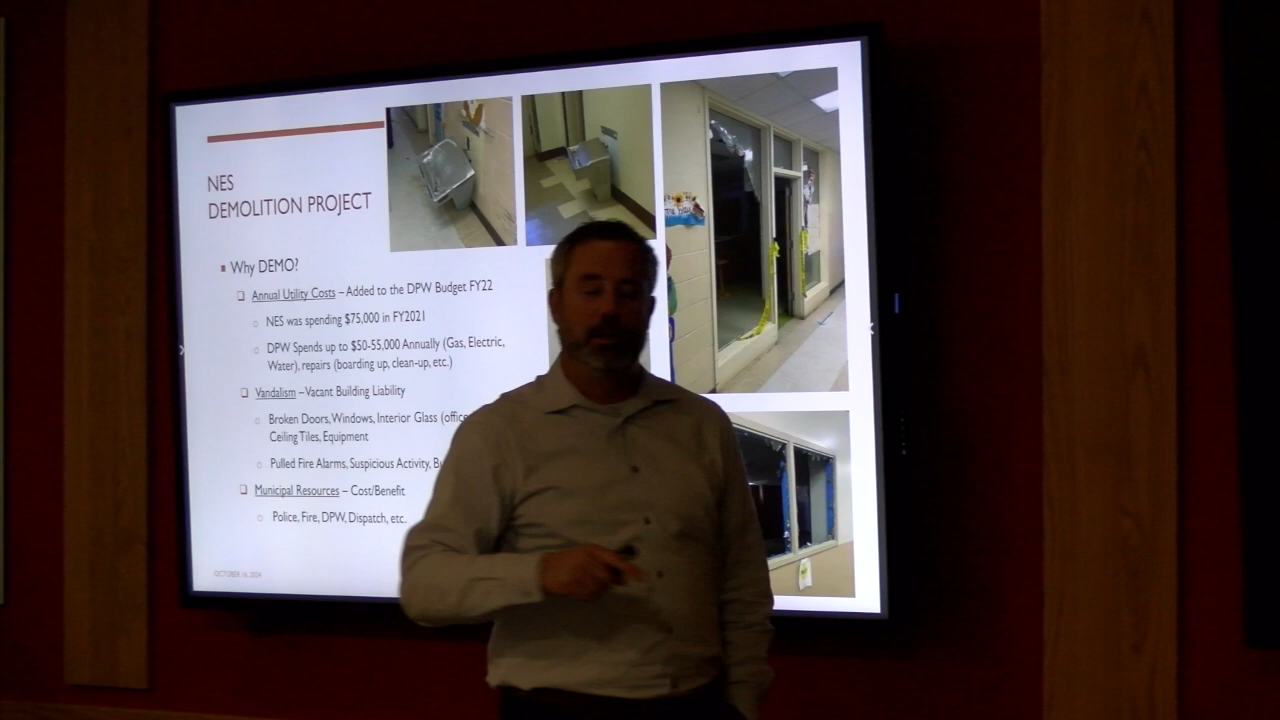 NES
DEMOLITION PROJECT
Why DEMO?
Annual Utility Costs – Added to the DPW Budget FY22
NES was spending $75,000 in FY2021
DPW Spends up to $50-55,000 Annually (Gas, Electric,
Water), repairs (boarding up, clean-up, etc.)
Vandalism – Vacant Building Liability
Broken Doors, Windows, Interior Glass
Ceiling Tiles, Equipment
Pulled Fire Alarms, Suspicious Activity,
Municipal Resources – Cost/Benefit
Police, Fire, DPW, Dispatch, etc.
OCTOBER 16, 2024